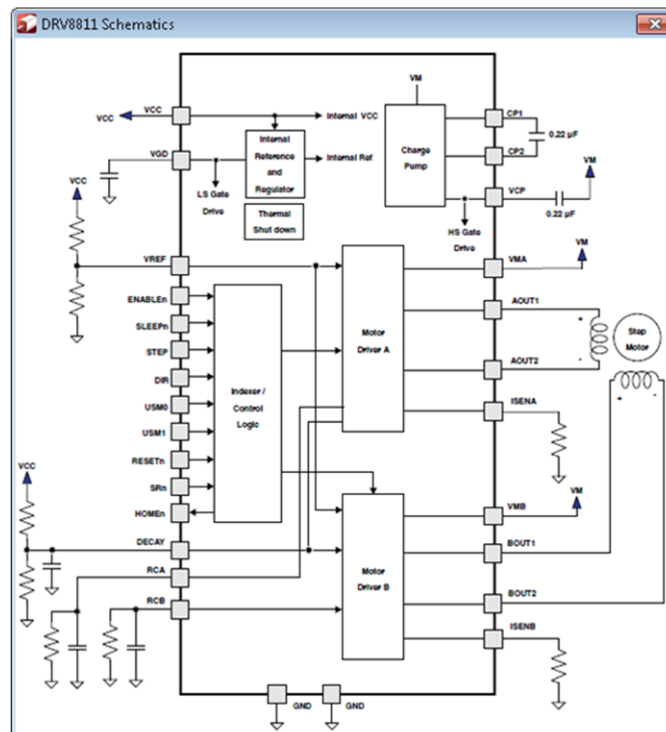 DRV8811 Schematics
VM
VCC
VCC
Internal VCC
CP1
0.22 µF
CP2
Charge
Pump
VGD
Internal
Reference
and
Regulator
Internal Ref
VM
VCP
VCC
LS Gate
Drive
Thermal
Shut down
0.22 µF
HS Gate
Drive
VM
VREF
VMA
ENABLEn
AOUT1
SLEEPn
Motor
Driver A
Step
Motor
STEP
AOUT2
DIR
Indexer /
Control
Logic
USM0
ISENA
USM1
RESETn
VCC
SRn
VM
HOMEn
VMB
DECAY
BOUT1
RCA
Motor
Driver B
RCB
BOUT2
ISENB
GND
GND
+
-
+
-